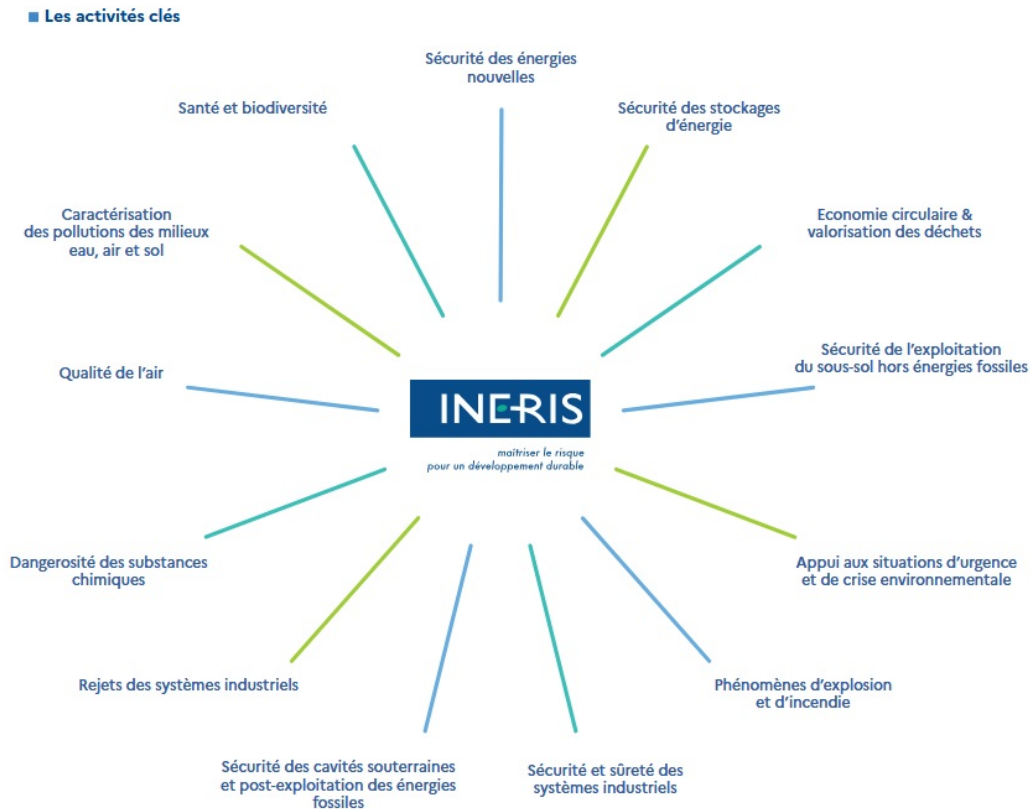 Les activités clés
Sécurité des énergies
nouvelles
Sécurité des stockages
d'énergie
Economie circulaire &
valorisation des déchets
Sécurité de l'exploitation
du sous-sol hors énergies fossiles
Appui aux situations d'urgence
et de crise environnementale
Phénomènes d'explosion
et d'incendie
Sécurité et sûreté des
systèmes industriels
Sécurité des cavités souterraines
et post-exploitation des énergies
fossiles
Rejets des systèmes industriels
Dangerosité des substances
chimiques
Qualité de l'air
Caractérisation
des pollutions des milieux
eau, air et sol
Santé et biodiversité
INERIS
maîtriser le risque
pour un développement durable